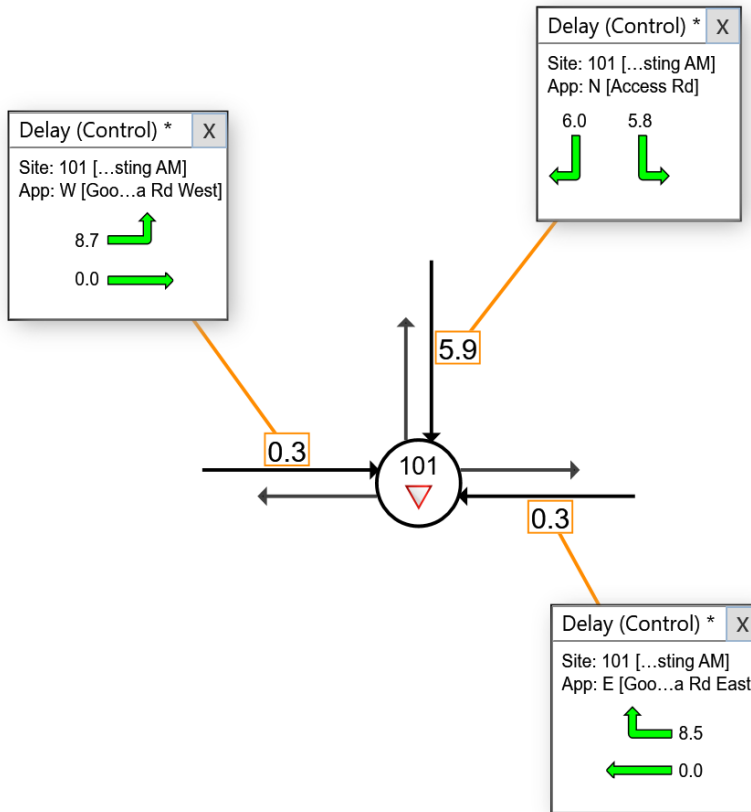 Delay (Control) * X
Site: 101 [...sting AM]
App: N [Access Rd]
6.0 5.8
Delay (Control) * X
Site: 101 [...sting AM]
App: W [Goo...a Rd West]
8.7
0.0
5.9
0.3
101
0.3
Delay (Control) * X
Site: 101 [...sting AM]
App: E [Goo...a Rd East
8.5
0.0